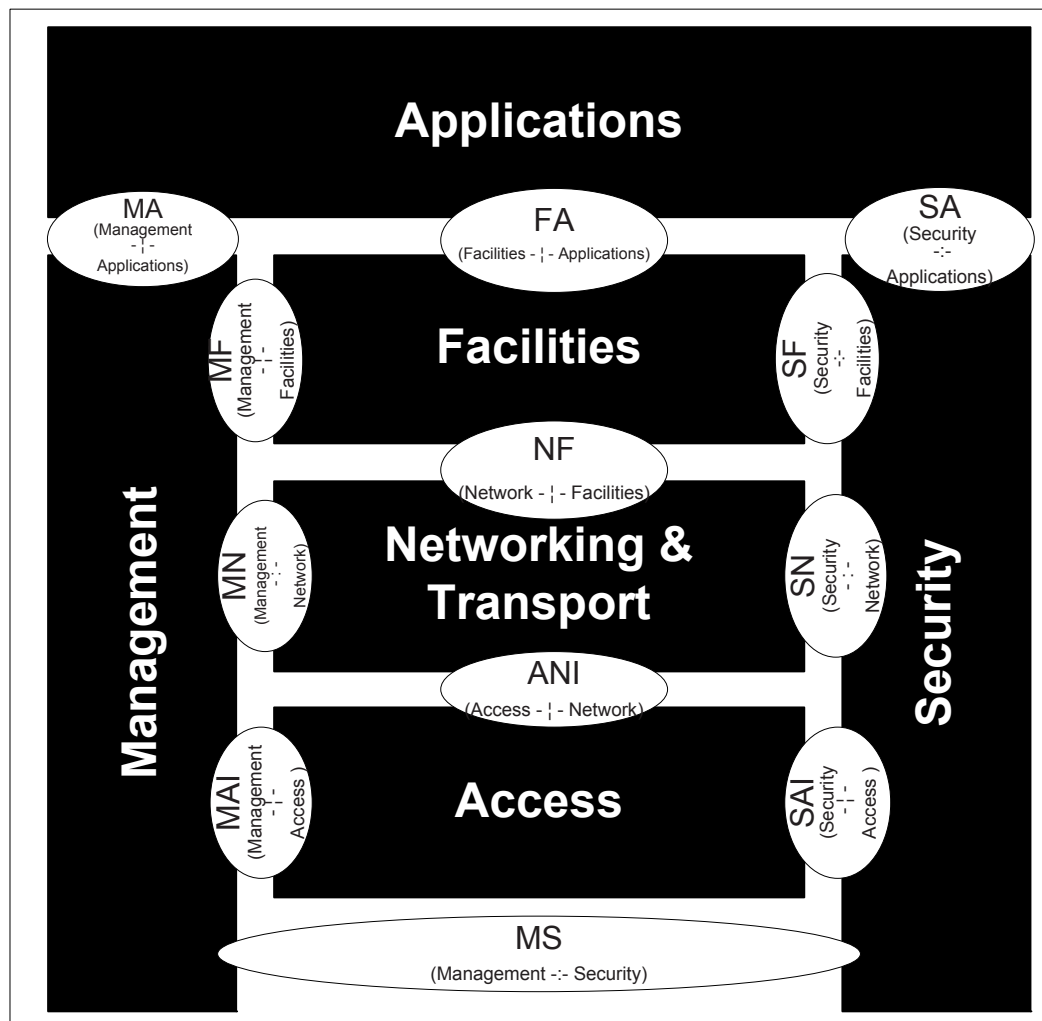 Applications
MA
(Management
- ¦ -
Applications)
FA
(Facilities - ¦ - Applications)
SA
(Security
-:-
Applications)
MF
(Management
- ¦ -
Facilities)
Facilities
SF
(Security
-:-
Facilities)
NF
(Network - ¦ - Facilities)
Management
MN
(Management
- : -
Network)
Networking &
Transport
SN
(Security
- : -
Network)
Security
ANI
(Access - ¦ - Network)
MAI
(Management
- ¦ -
Access )
Access
SAI
(Security
- ¦ -
Access )
MS
(Management -:- Security)